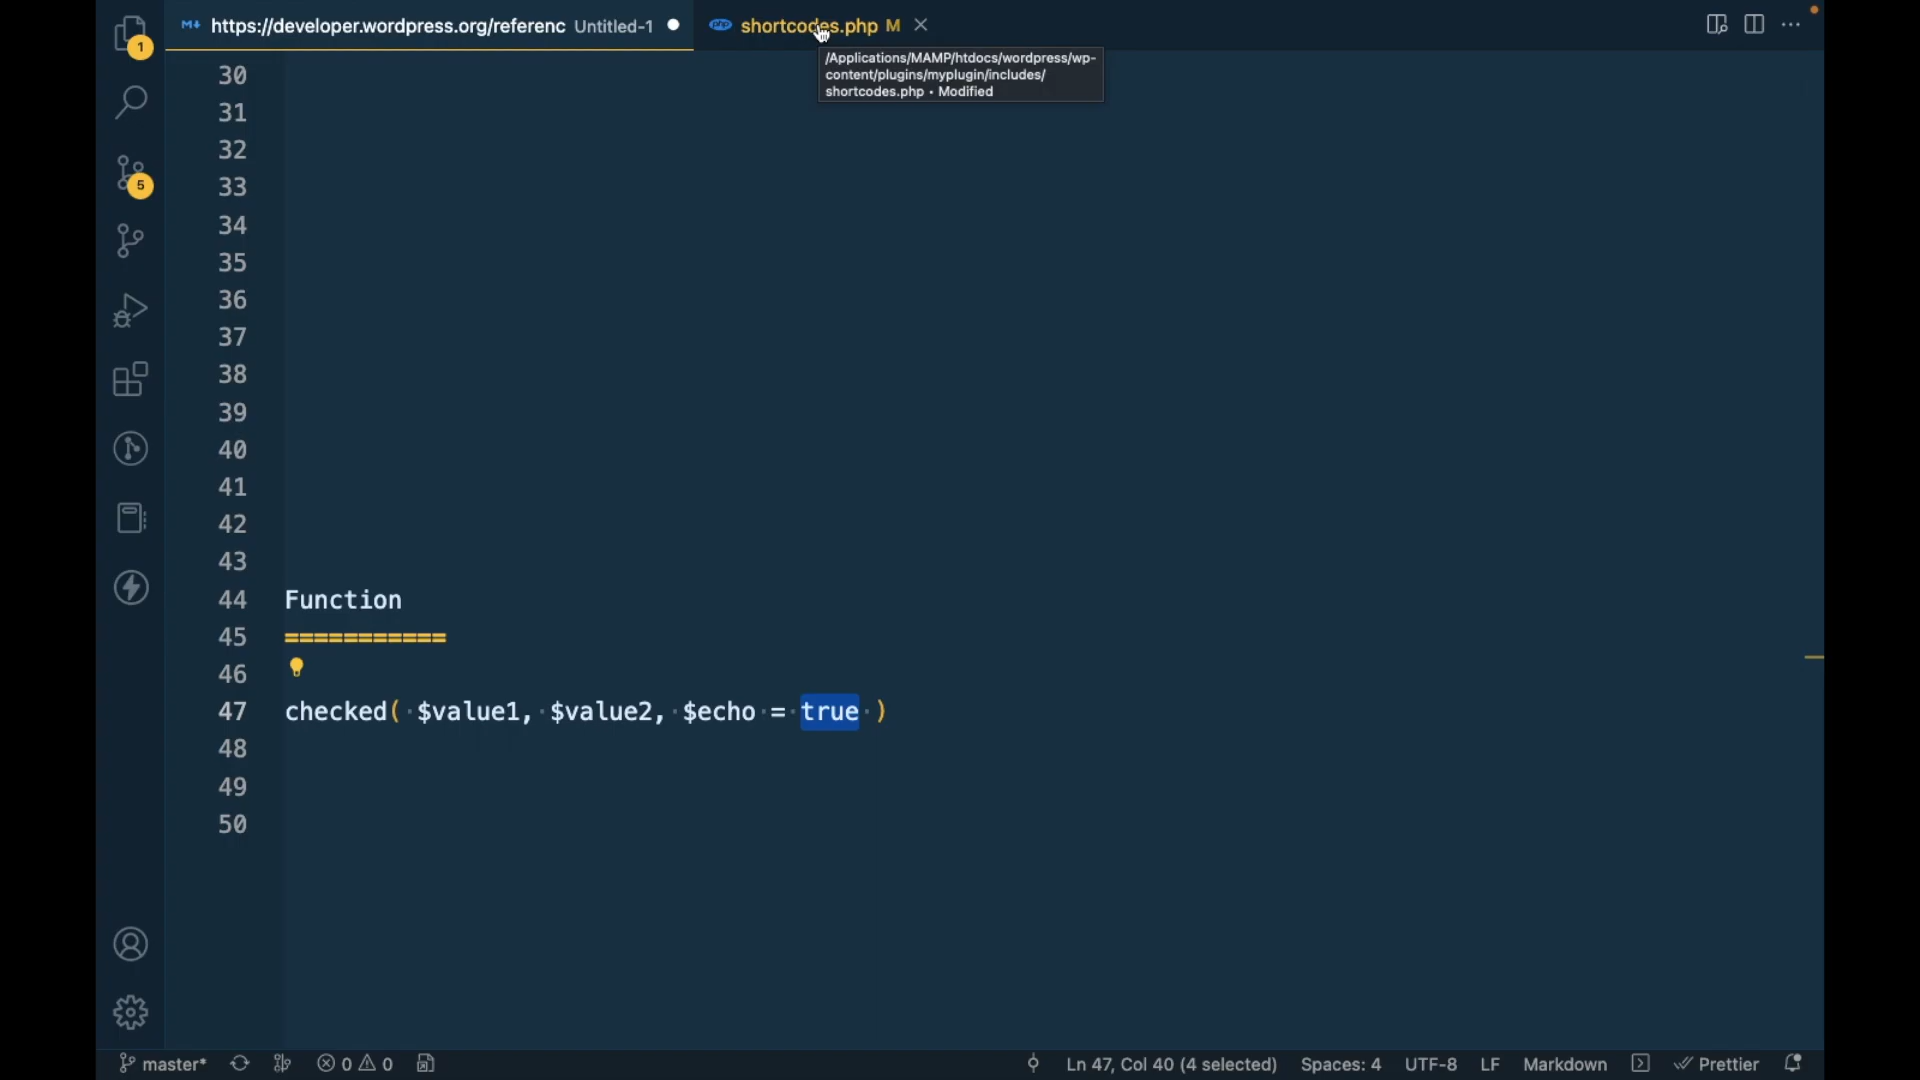 https://developer.wordpress.org/referenc Untitled-1
php shortcodes.php M
/Applications/MAMP/htdocs/wordpress/wp-
content/plugins/myplugin/includes/
shortcodes.php • Modified
1
5
30
31
32
33
34
35
36
37
38
39
40
41
42
43
44 Function
45 ===========
46
47 checked( $value1, $value2, $echo = true )
48
49
50
master* 0 0 Ln 47, Col 40 (4 selected) Spaces: 4 UTF-8 LF Markdown Prettier